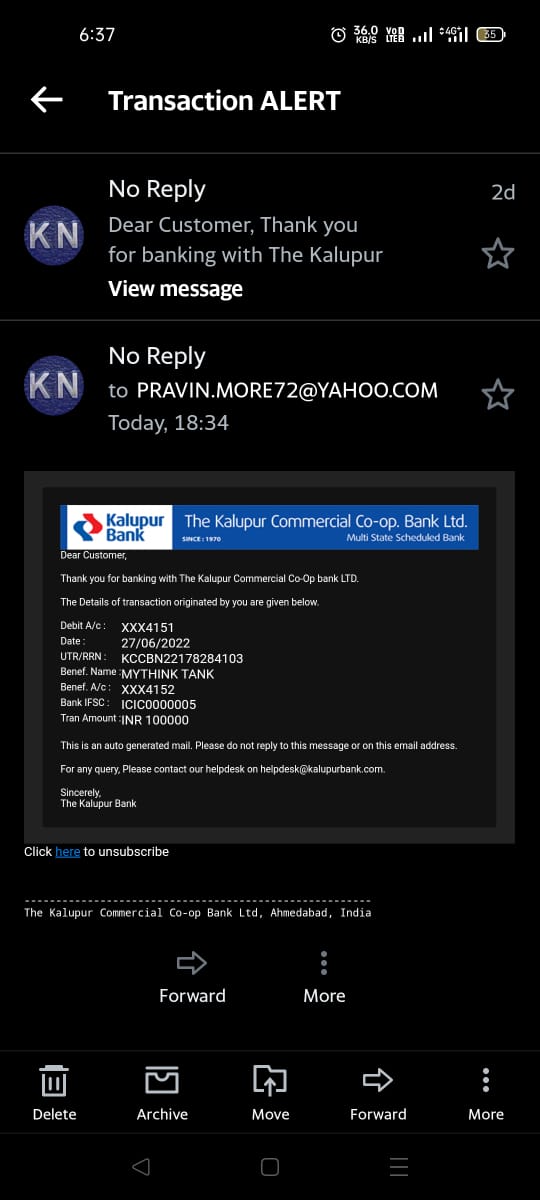 6:37
36.0 KB/S VoD LTE2 4G+ 35
Transaction ALERT
KN
No Reply
2d
Dear Customer, Thank you
for banking with The Kalupur
View message
KN
No Reply
to PRAVIN.MORE72@YAHOO.COM
Today, 18:34
Kalupur Bank
The Kalupur Commercial Co-op. Bank Ltd.
SINCE : 1970
Multi State Scheduled Bank
Dear Customer,
Thank you for banking with The Kalupur Commercial Co-Op bank LTD.
The Details of transaction originated by you are given below.
Debit A/c : XXX4151
Date : 27/06/2022
UTR/RRN : KCCBN22178284103
Benef. Name : MYTHINK TANK
Benef. A/c : XXX4152
Bank IFSC : ICIC0000005
Tran Amount : INR 100000
This is an auto generated mail. Please do not reply to this message or on this email address.
For any query, Please contact our helpdesk on helpdesk@kalupurbank.com.
Sincerely,
The Kalupur Bank
Click here to unsubscribe
------------------------------------------------------
The Kalupur Commercial Co-op Bank Ltd, Ahmedabad, India
Forward More
Delete Archive Move Forward More